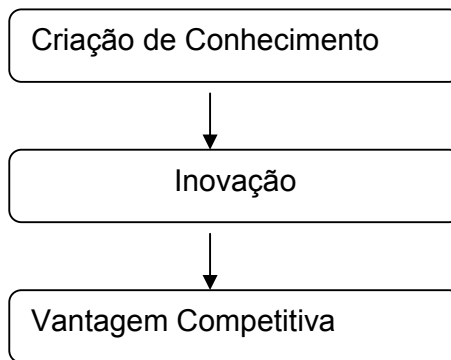 Criação de Conhecimento
Inovação
Vantagem Competitiva